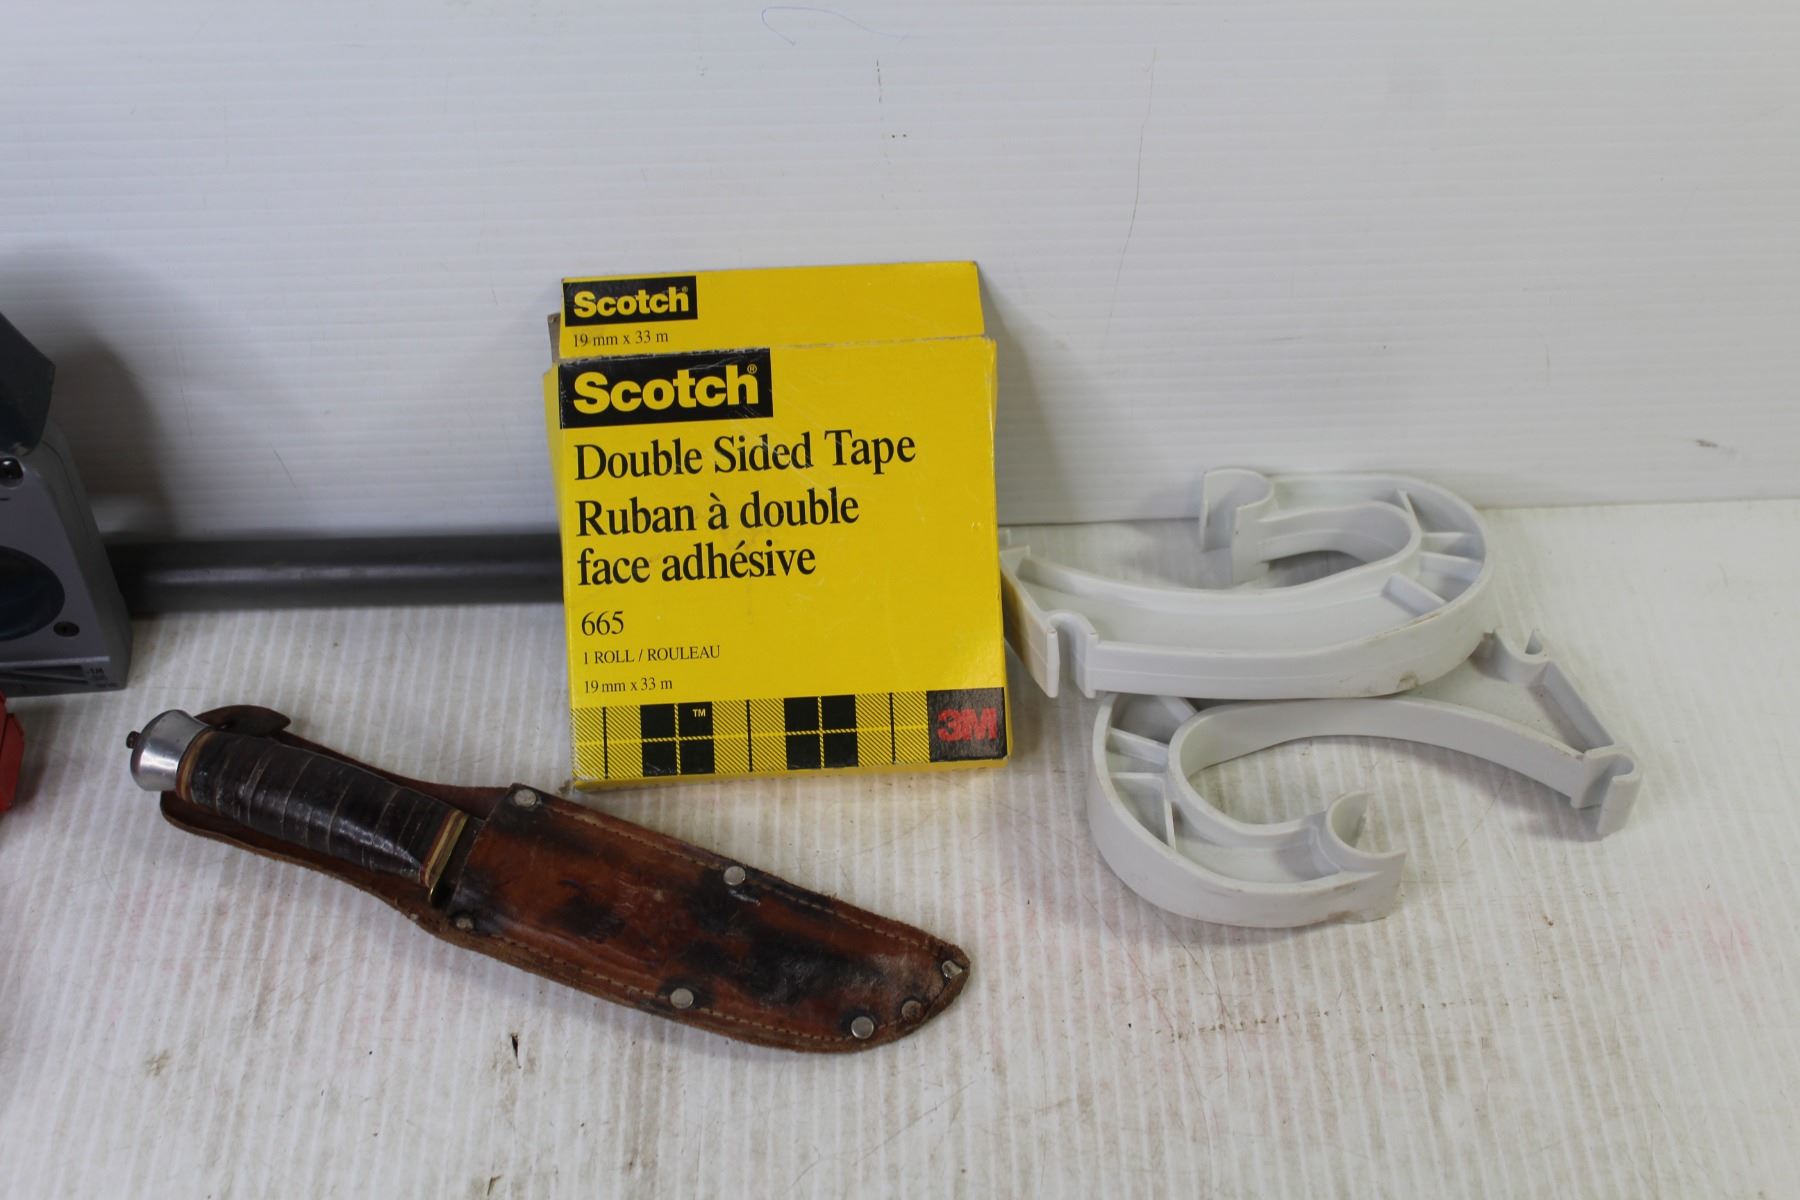 Scotch®
19 mm x 33 m
Scotch®
Double Sided Tape
Ruban à double
face adhésive
665
1 ROLL / ROULEAU
19 mm x 33 m
TM
3M